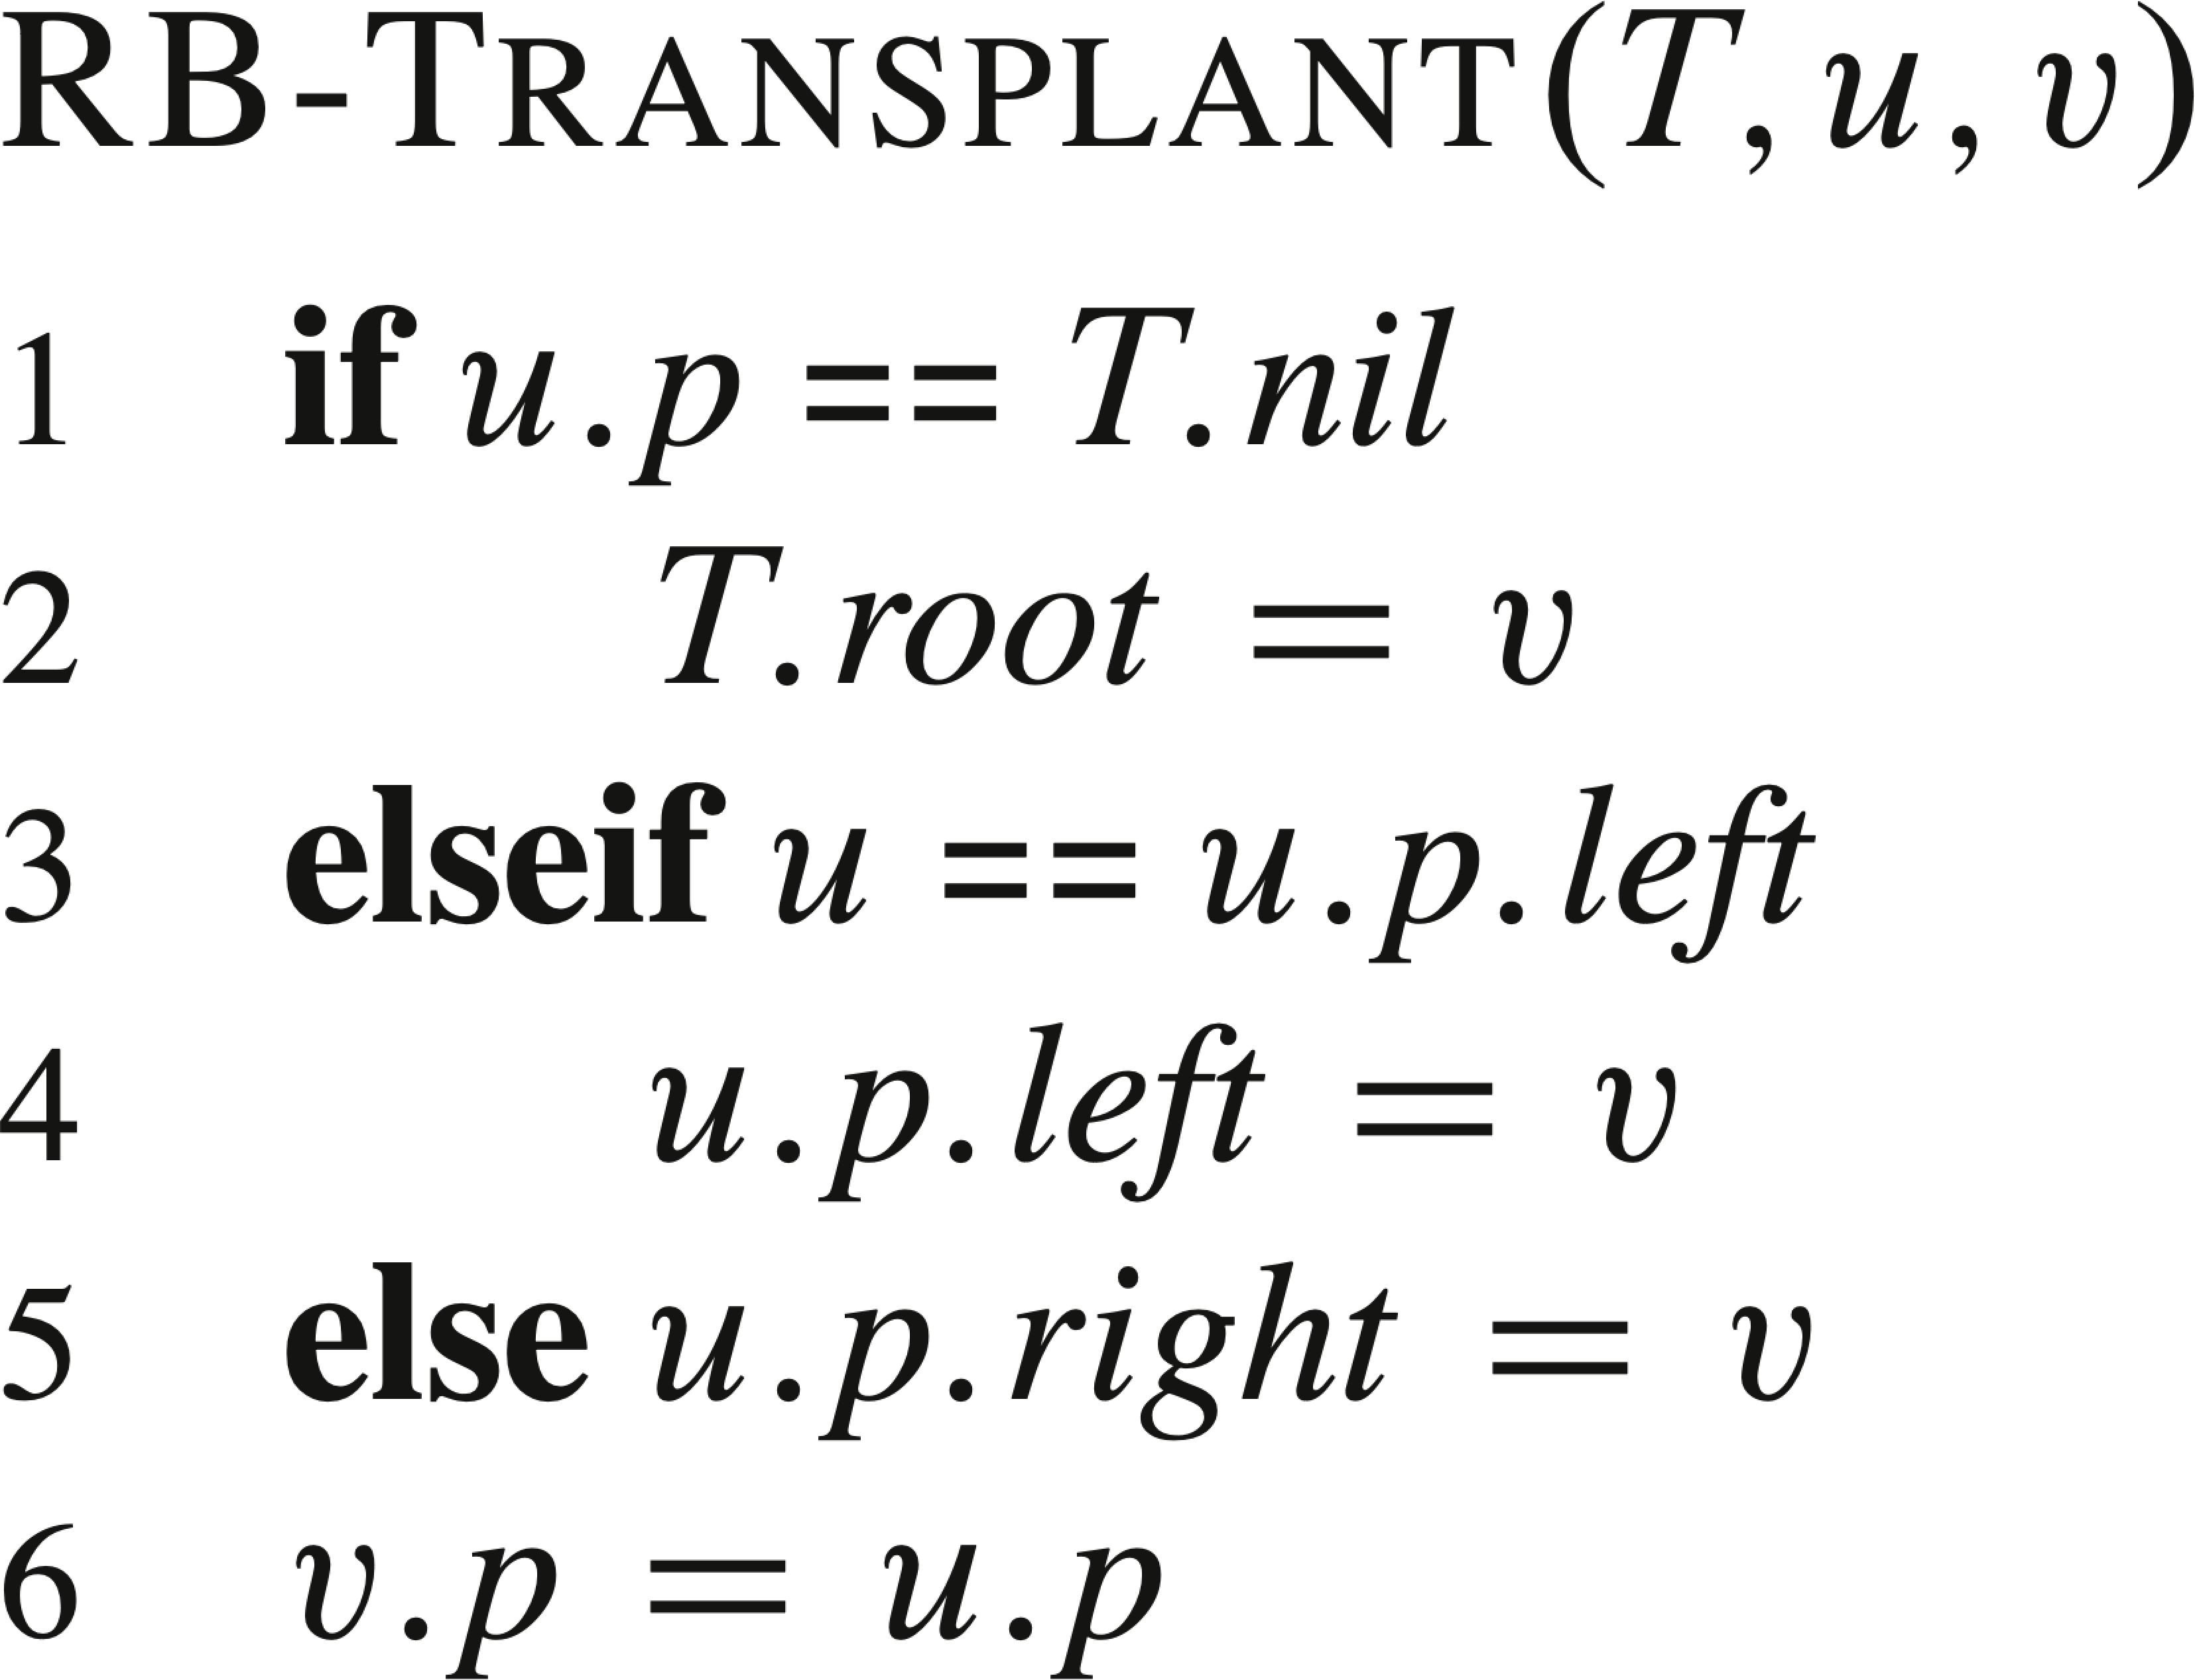 RB-TRANSPLANT(T, u, v)
1 if u.p == T.nil
2 T.root = v
3 elseif u == u.p.left
4 u.p.left = v
5 else u.p.right = v
6 v.p = u.p